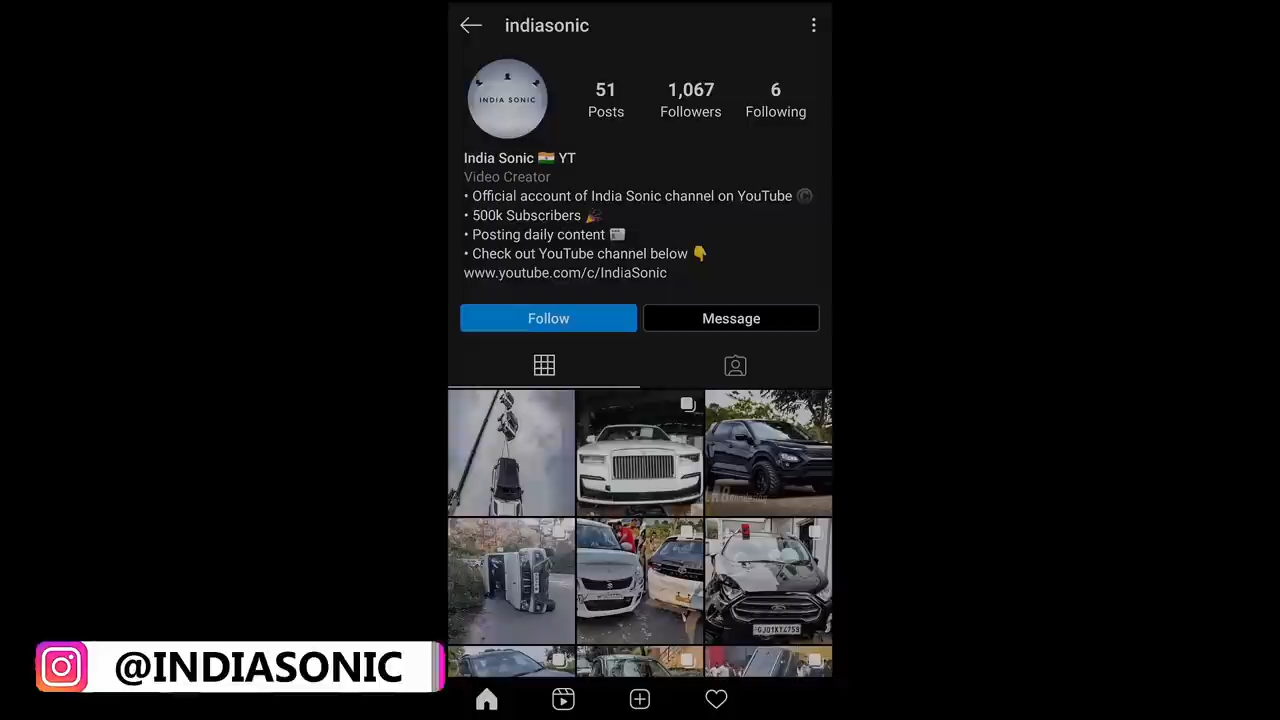 indiasonic
INDIA SONIC
51
Posts
1,067
Followers
6
Following
India Sonic 🇮🇳 YT
Video Creator
• Official account of India Sonic channel on YouTube ©
• 500k Subscribers 🎉
• Posting daily content 📰
• Check out YouTube channel below 👇
www.youtube.com/c/IndiaSonic
Follow
Message
@INDIASONIC